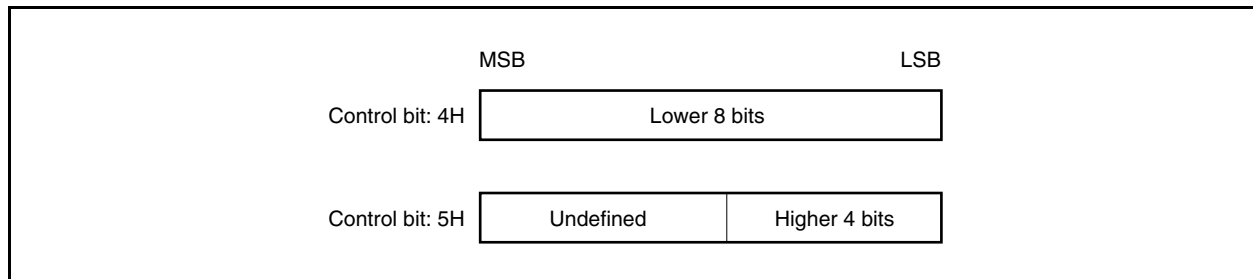 MSB LSB
Control bit: 4H Lower 8 bits
Control bit: 5H Undefined Higher 4 bits